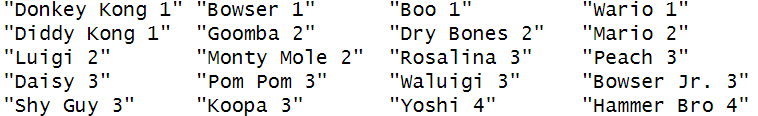 "Donkey Kong 1" "Bowser 1" "Boo 1" "Wario 1"
"Diddy Kong 1" "Goomba 2" "Dry Bones 2" "Mario 2"
"Luigi 2" "Monty Mole 2" "Rosalina 3" "Peach 3"
"Daisy 3" "Pom Pom 3" "Waluigi 3" "Bowser Jr. 3"
"Shy Guy 3" "Koopa 3" "Yoshi 4" "Hammer Bro 4"